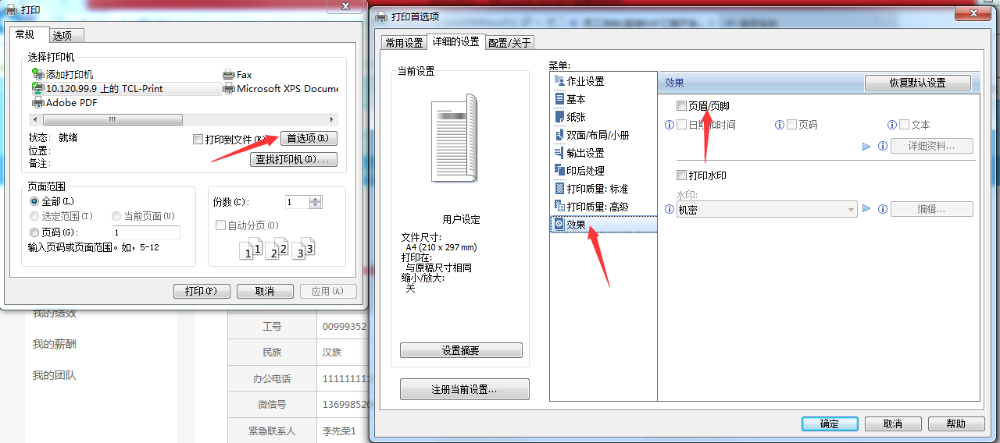 打印
常规
选项
选择打印机
添加打印机
Fax
10.120.99.9 上的 TCL-Print
Microsoft XPS Docume
Adobe PDF
状态: 就绪
打印到文件(F)
首选项(R)
位置:
备注:
查找打印机(D)...
页面范围
全部(L)
选定范围(T)
当前页面(U)
页码(G):
1
输入页码或页面范围。如，5-12
份数(C):
1
自动分页(O)
1 1 2 2 3 3
打印(P)
取消
应用(A)
我的绩效
我的薪酬
我的团队
工号
00999352
民族
汉族
办公电话
微信号
13699852
紧急联系人
李先荣1
打印首选项
常用设置
详细的设置
配置/关于
当前设置
用户设定
文件尺寸:
A4 (210 x 297 mm)
打印在:
与原稿尺寸相同
缩小/放大:
关
设置摘要
注册当前设置...
菜单:
作业设置
基本
纸张
双面/布局/小册
输出设置
印后处理
打印质量: 标准
打印质量: 高级
效果
效果
恢复默认设置
页眉/页脚
日期和时间
页码
文本
详细资料...
打印水印
水印:
机密
编辑...
确定
取消
帮助